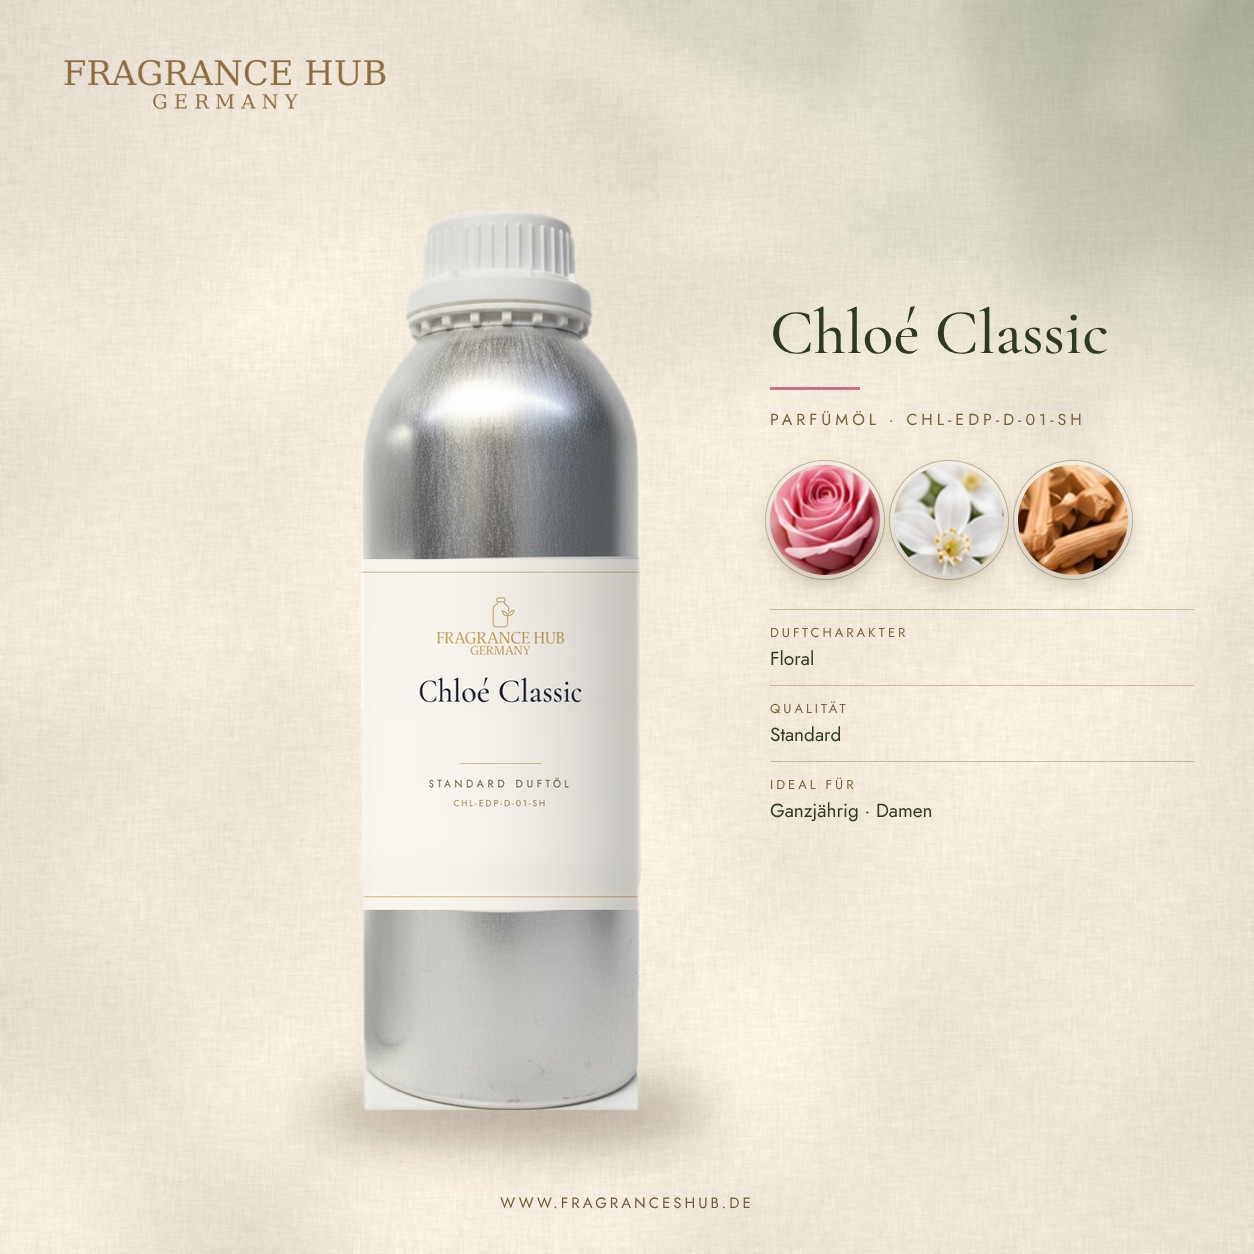 FRAGRANCE HUB
GERMANY
Chloé Classic
PARFÜMÖL · CHL-EDP-D-01-SH
DUFTCHARAKTER
Floral
QUALITÄT
Standard
IDEAL FÜR
Ganzjährig · Damen
FRAGRANCE HUB
GERMANY
Chloé Classic
STANDARD DUFTÖL
CHL-EDP-D-01-SH
WWW.FRAGRANCESHUB.DE